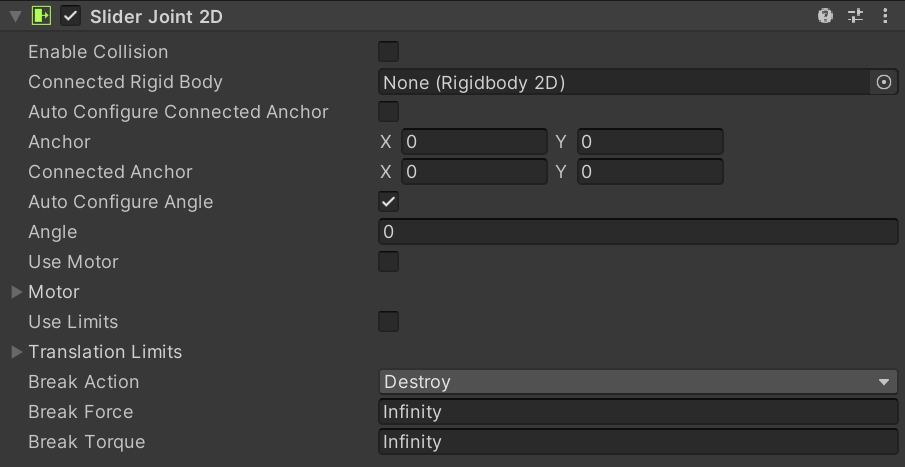 Slider Joint 2D
Enable Collision
Connected Rigid Body None (Rigidbody 2D)
Auto Configure Connected Anchor
Anchor X 0 Y 0
Connected Anchor X 0 Y 0
Auto Configure Angle
Angle 0
Use Motor
Motor
Use Limits
Translation Limits
Break Action Destroy
Break Force Infinity
Break Torque Infinity